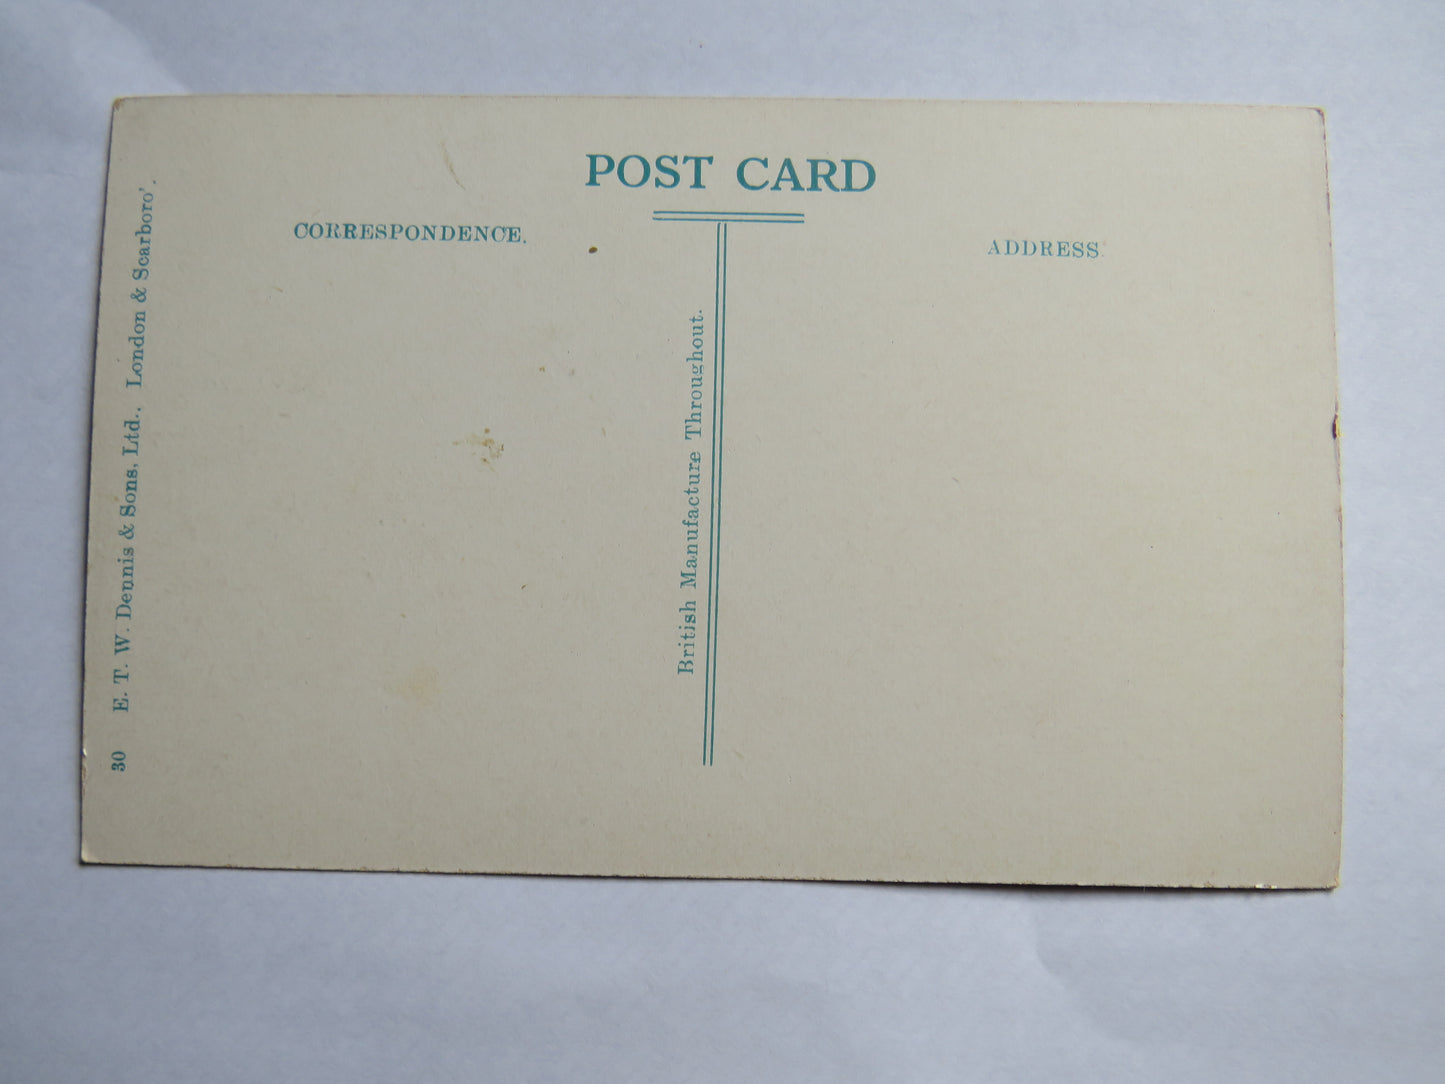 POST CARD
CORRESPONDENCE.
ADDRESS.
British Manufacture Throughout.
30 E. T. W. Dennis & Sons, Ltd., London & Scarboro'.